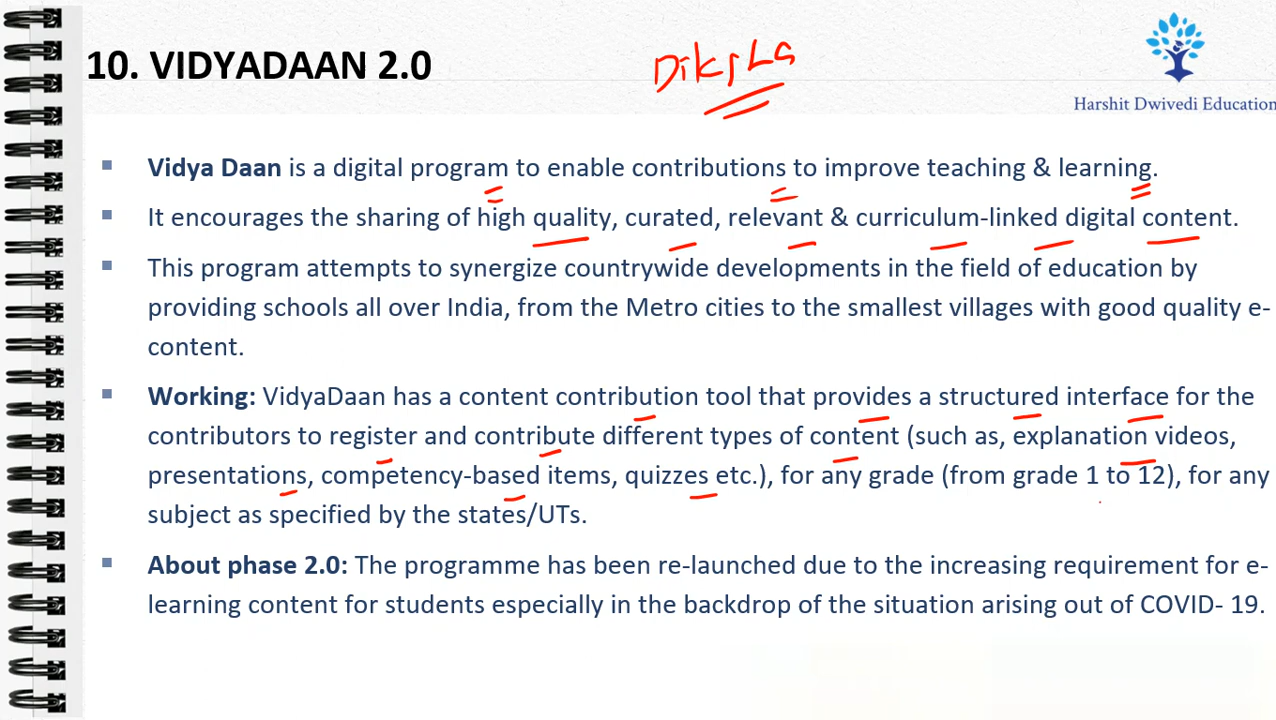 10. VIDYADAAN 2.0
Diksha
Harshit Dwivedi Education
▪ Vidya Daan is a digital program to enable contributions to improve teaching & learning.
▪ It encourages the sharing of high quality, curated, relevant & curriculum-linked digital content.
▪ This program attempts to synergize countrywide developments in the field of education by
providing schools all over India, from the Metro cities to the smallest villages with good quality e-
content.
▪ Working: VidyaDaan has a content contribution tool that provides a structured interface for the
contributors to register and contribute different types of content (such as, explanation videos,
presentations, competency-based items, quizzes etc.), for any grade (from grade 1 to 12), for any
subject as specified by the states/UTs.
▪ About phase 2.0: The programme has been re-launched due to the increasing requirement for e-
learning content for students especially in the backdrop of the situation arising out of COVID- 19.